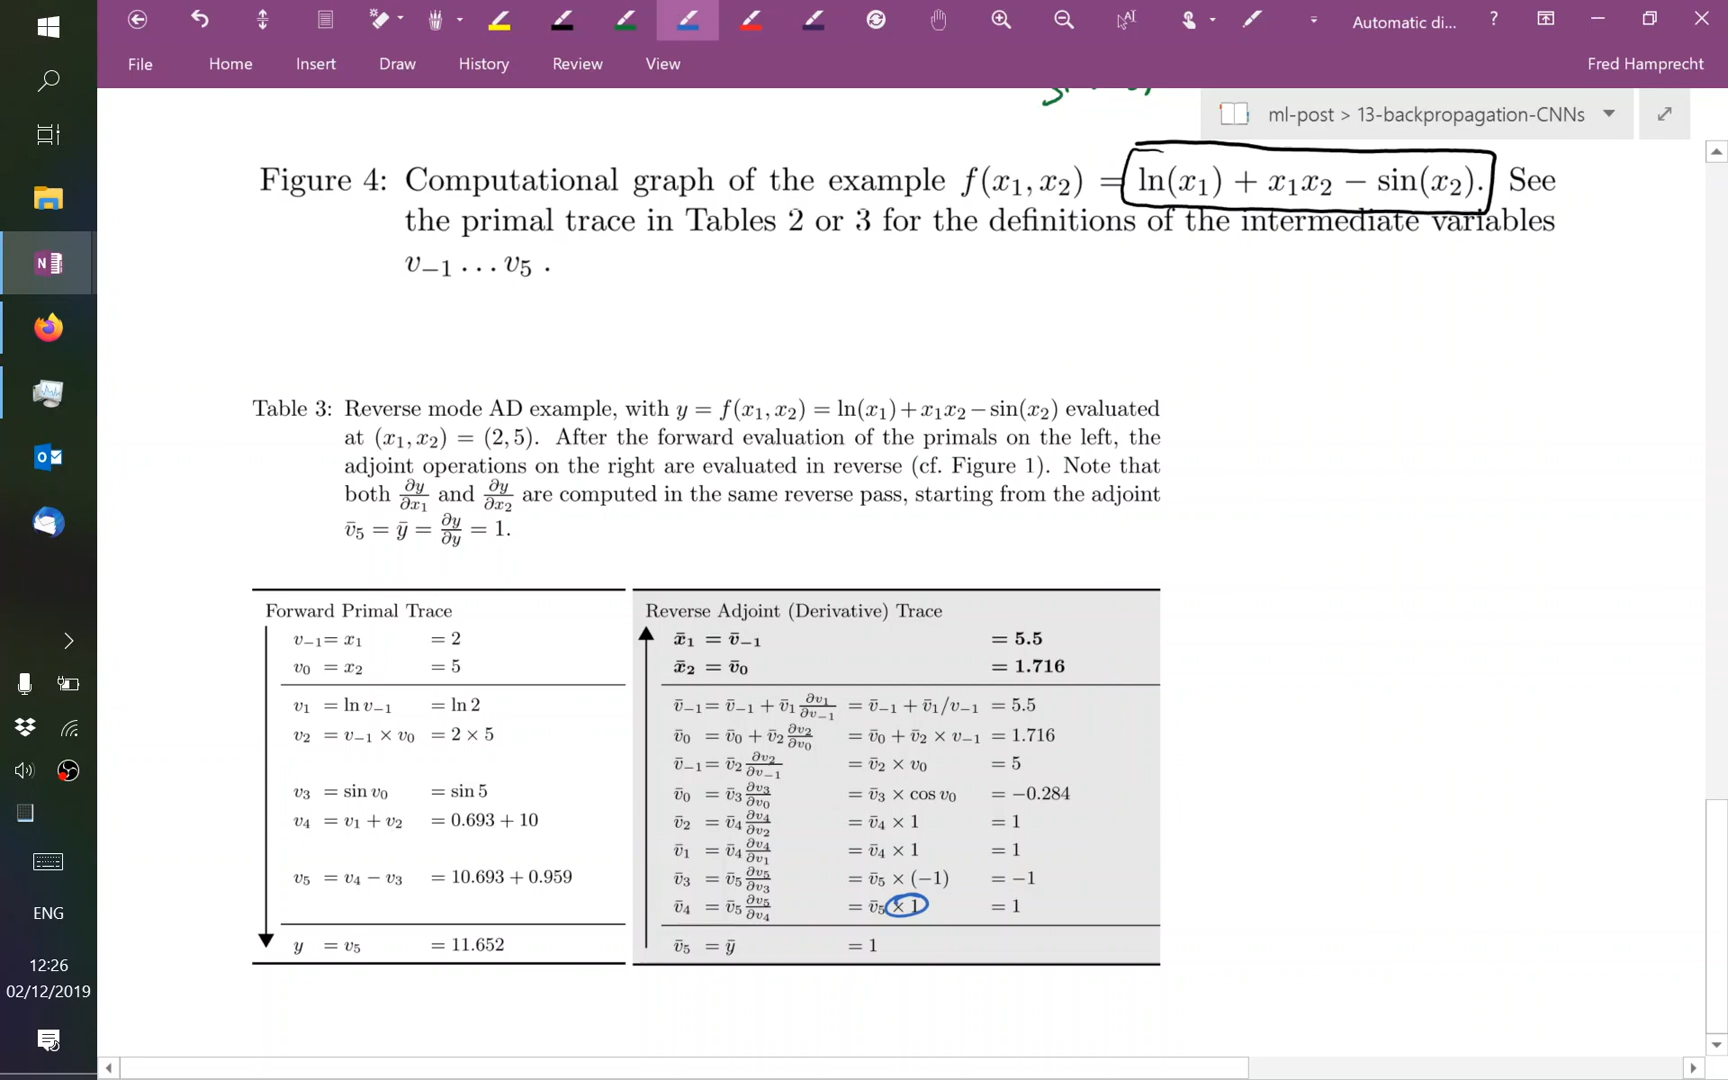 Automatic di...
?
File Home Insert Draw History Review View Fred Hamprecht
ml-post > 13-backpropagation-CNNs
Figure 4: Computational graph of the example f(x₁, x₂) = ln(x₁) + x₁x₂ − sin(x₂). See
the primal trace in Tables 2 or 3 for the definitions of the intermediate variables
v₋₁ … v₅ .
Table 3: Reverse mode AD example, with y = f(x₁, x₂) = ln(x₁)+x₁x₂−sin(x₂) evaluated
at (x₁, x₂) = (2, 5). After the forward evaluation of the primals on the left, the
adjoint operations on the right are evaluated in reverse (cf. Figure 1). Note that
both ∂y/∂x₁ and ∂y/∂x₂ are computed in the same reverse pass, starting from the adjoint
v̄₅ = ȳ = ∂y/∂y = 1.
Forward Primal Trace
v₋₁= x₁ = 2
v₀ = x₂ = 5
v₁ = ln v₋₁ = ln 2
v₂ = v₋₁ × v₀ = 2 × 5
v₃ = sin v₀ = sin 5
v₄ = v₁ + v₂ = 0.693 + 10
v₅ = v₄ − v₃ = 10.693 + 0.959
y = v₅ = 11.652
Reverse Adjoint (Derivative) Trace
x̄₁ = v̄₋₁ = 5.5
x̄₂ = v̄₀ = 1.716
v̄₋₁= v̄₋₁ + v̄₁ ∂v₁/∂v₋₁ = v̄₋₁ + v̄₁/v₋₁ = 5.5
v̄₀ = v̄₀ + v̄₂ ∂v₂/∂v₀ = v̄₀ + v̄₂ × v₋₁ = 1.716
v̄₋₁= v̄₂ ∂v₂/∂v₋₁ = v̄₂ × v₀ = 5
v̄₀ = v̄₃ ∂v₃/∂v₀ = v̄₃ × cos v₀ = −0.284
v̄₂ = v̄₄ ∂v₄/∂v₂ = v̄₄ × 1 = 1
v̄₁ = v̄₄ ∂v₄/∂v₁ = v̄₄ × 1 = 1
v̄₃ = v̄₅ ∂v₅/∂v₃ = v̄₅ × (−1) = −1
v̄₄ = v̄₅ ∂v₅/∂v₄ = v̄₅ × 1 = 1
v̄₅ = ȳ = 1
ENG
12:26
02/12/2019